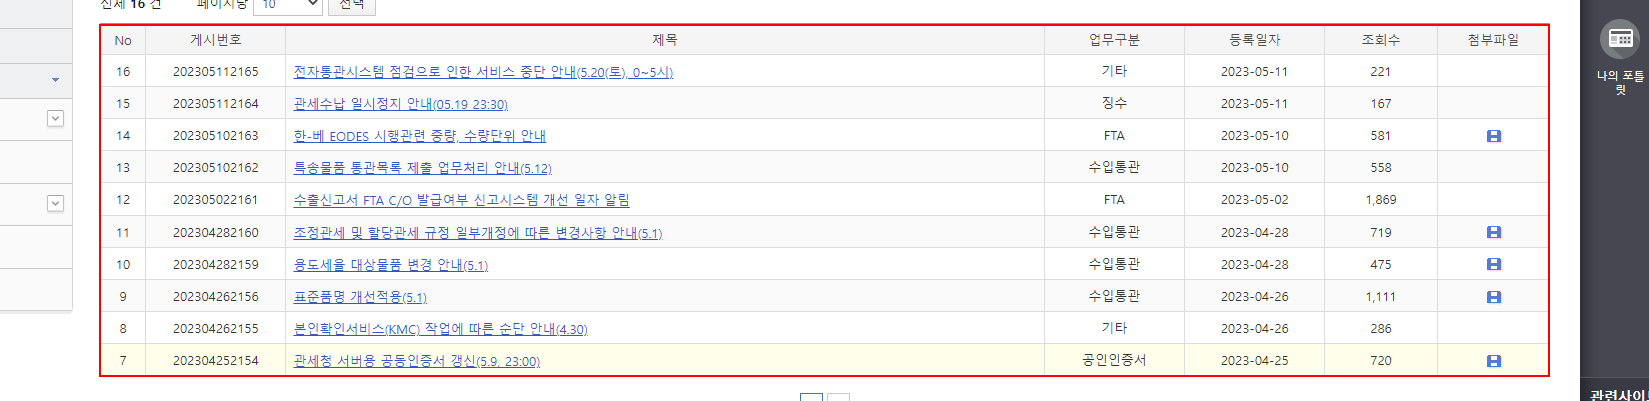 전체 16 건 페이지당 10 선택
No 게시번호 제목 업무구분 등록일자 조회수 첨부파일
16 202305112165 전자통관시스템 점검으로 인한 서비스 중단 안내(5.20(토), 0~5시) 기타 2023-05-11 221
15 202305112164 관세수납 일시정지 안내(05.19 23:30) 징수 2023-05-11 167
14 202305102163 한-베 EODES 시행관련 중량, 수량단위 안내 FTA 2023-05-10 581
13 202305102162 특송물품 통관목록 제출 업무처리 안내(5.12) 수입통관 2023-05-10 558
12 202305022161 수출신고서 FTA C/O 발급여부 신고시스템 개선 일자 알림 FTA 2023-05-02 1,869
11 202304282160 조정관세 및 할당관세 규정 일부개정에 따른 변경사항 안내(5.1) 수입통관 2023-04-28 719
10 202304282159 용도세율 대상물품 변경 안내(5.1) 수입통관 2023-04-28 475
9 202304262156 표준품명 개선적용(5.1) 수입통관 2023-04-26 1,111
8 202304262155 본인확인서비스(KMC) 작업에 따른 순단 안내(4.30) 기타 2023-04-26 286
7 202304252154 관세청 서버용 공동인증서 갱신(5.9, 23:00) 공인인증서 2023-04-25 720
나의 포틀
릿
관련사이